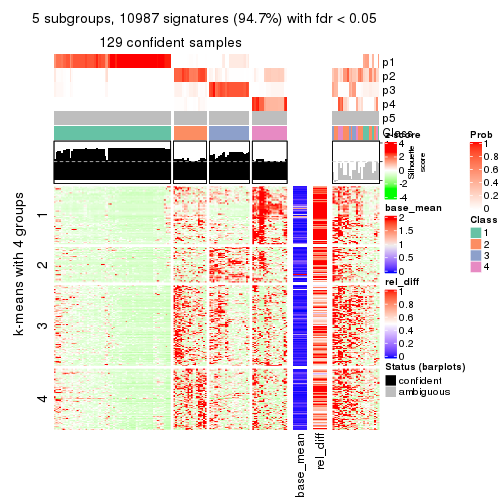 5 subgroups, 10987 signatures (94.7%) with fdr < 0.05
129 confident samples
p1
p2
p3
p4
p5
Class
z-score
4
2
0
-2
-4
Silhouette
score
Prob
1
0.8
0.6
0.4
0.2
0
base_mean
2
1.5
1
0.5
0
Class
1
2
3
4
rel_diff
1
0.8
0.6
0.4
0.2
0
Status (barplots)
confident
ambiguous
k-means with 4 groups
1
2
3
4
base_mean
rel_diff